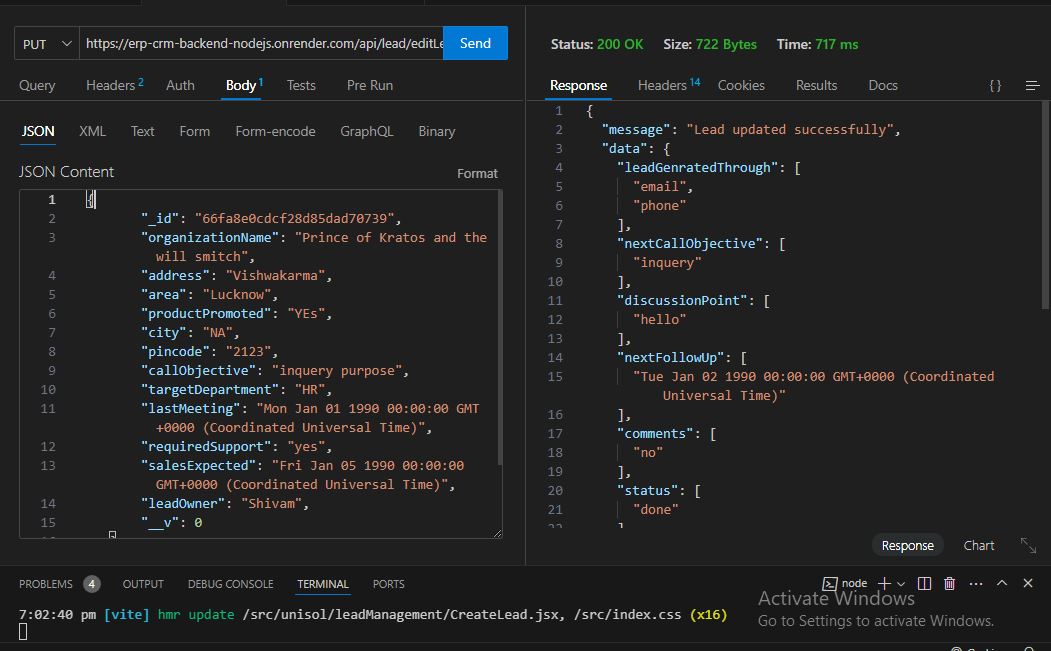 PUT https://erp-crm-backend-nodejs.onrender.com/api/lead/editLe Send
Query Headers 2 Auth Body 1 Tests Pre Run
JSON XML Text Form Form-encode GraphQL Binary
JSON Content Format
1 {
2 "_id": "66fa8e0cdcf28d85dad70739",
3 "organizationName": "Prince of Kratos and the
will smitch",
4 "address": "Vishwakarma",
5 "area": "Lucknow",
6 "productPromoted": "YEs",
7 "city": "NA",
8 "pincode": "2123",
9 "callObjective": "inquery purpose",
10 "targetDepartment": "HR",
11 "lastMeeting": "Mon Jan 01 1990 00:00:00 GMT
+0000 (Coordinated Universal Time)",
12 "requiredSupport": "yes",
13 "salesExpected": "Fri Jan 05 1990 00:00:00
GMT+0000 (Coordinated Universal Time)",
14 "leadOwner": "Shivam",
15 "__v": 0
Status: 200 OK Size: 722 Bytes Time: 717 ms
Response Headers 14 Cookies Results Docs {}
1 {
2 "message": "Lead updated successfully",
3 "data": {
4 "leadGenratedThrough": [
5 "email",
6 "phone"
7 ],
8 "nextCallObjective": [
9 "inquery"
10 ],
11 "discussionPoint": [
12 "hello"
13 ],
14 "nextFollowUp": [
15 "Tue Jan 02 1990 00:00:00 GMT+0000 (Coordinated
Universal Time)"
16 ],
17 "comments": [
18 "no"
19 ],
20 "status": [
21 "done"
Response Chart
PROBLEMS 4 OUTPUT DEBUG CONSOLE TERMINAL PORTS node
7:02:40 pm [vite] hmr update /src/unisol/leadManagement/CreateLead.jsx, /src/index.css (x16)
Activate Windows
Go to Settings to activate Windows.